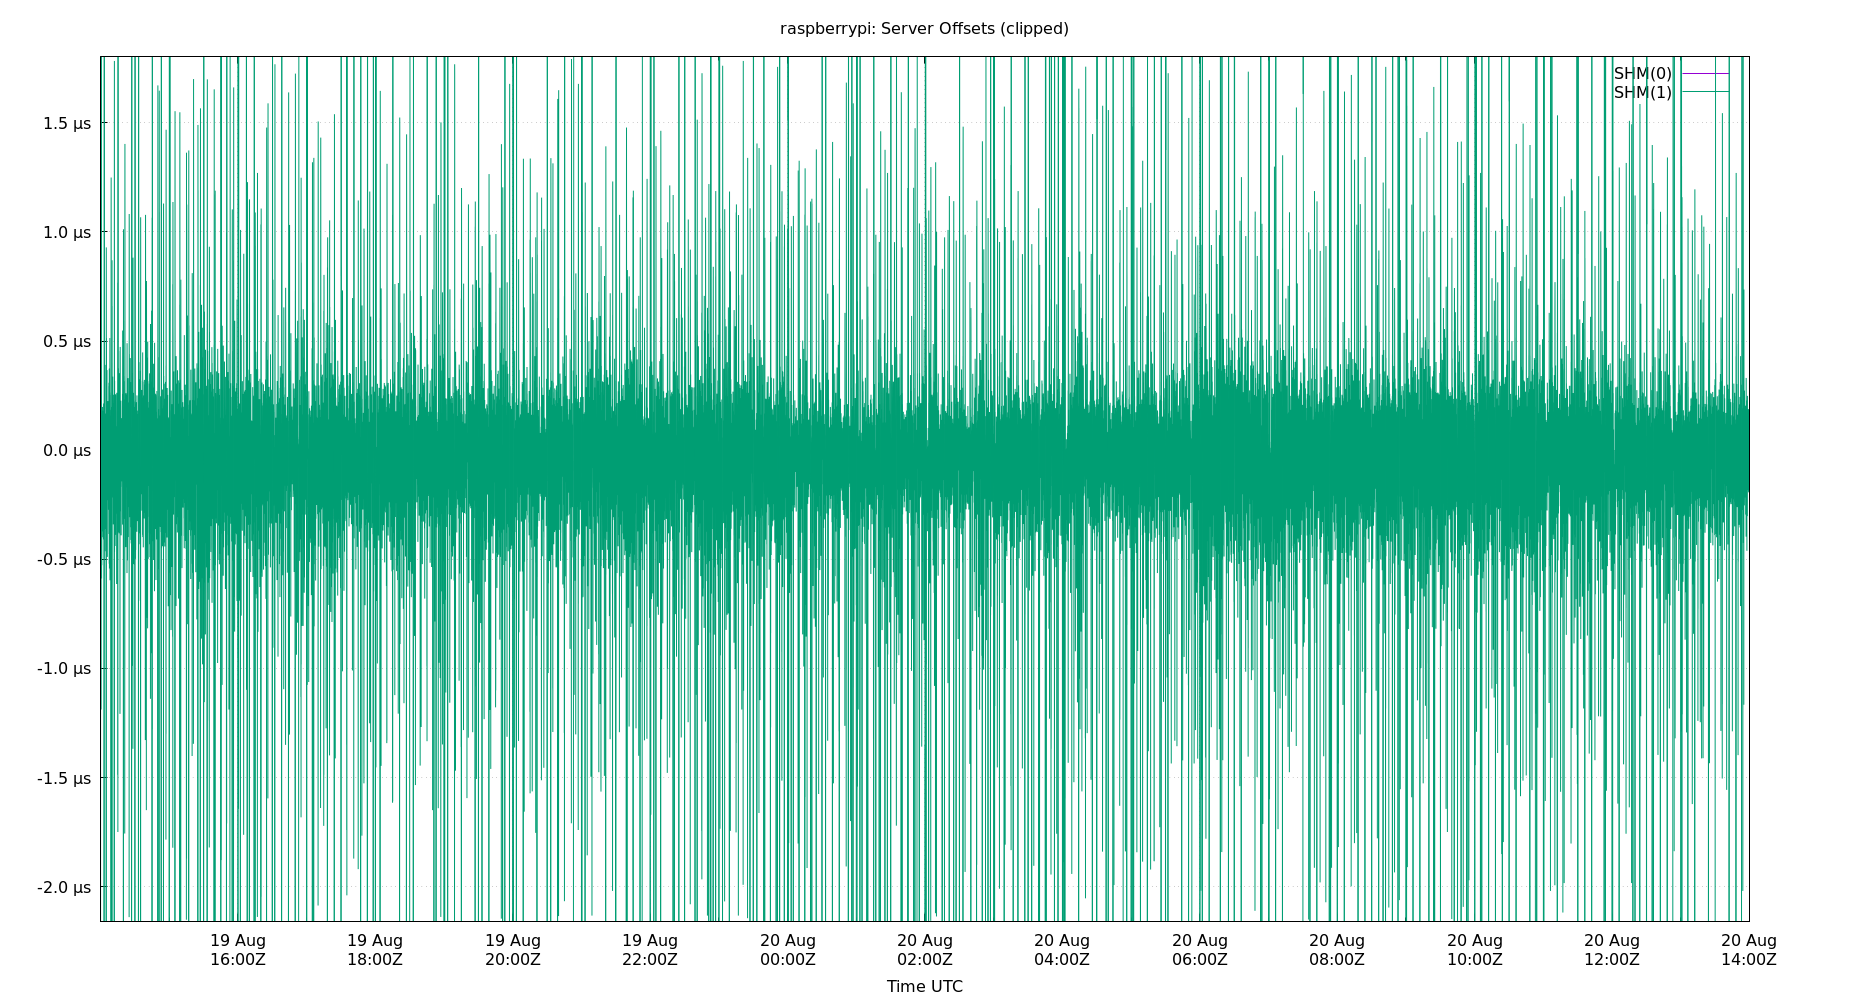 raspberrypi: Server Offsets (clipped)
SHM(0)
SHM(1)
1.5 µs
1.0 µs
0.5 µs
0.0 µs
-0.5 µs
-1.0 µs
-1.5 µs
-2.0 µs
19 Aug 19 Aug 19 Aug 19 Aug 20 Aug 20 Aug 20 Aug 20 Aug 20 Aug 20 Aug 20 Aug 20 Aug
16:00Z 18:00Z 20:00Z 22:00Z 00:00Z 02:00Z 04:00Z 06:00Z 08:00Z 10:00Z 12:00Z 14:00Z
Time UTC